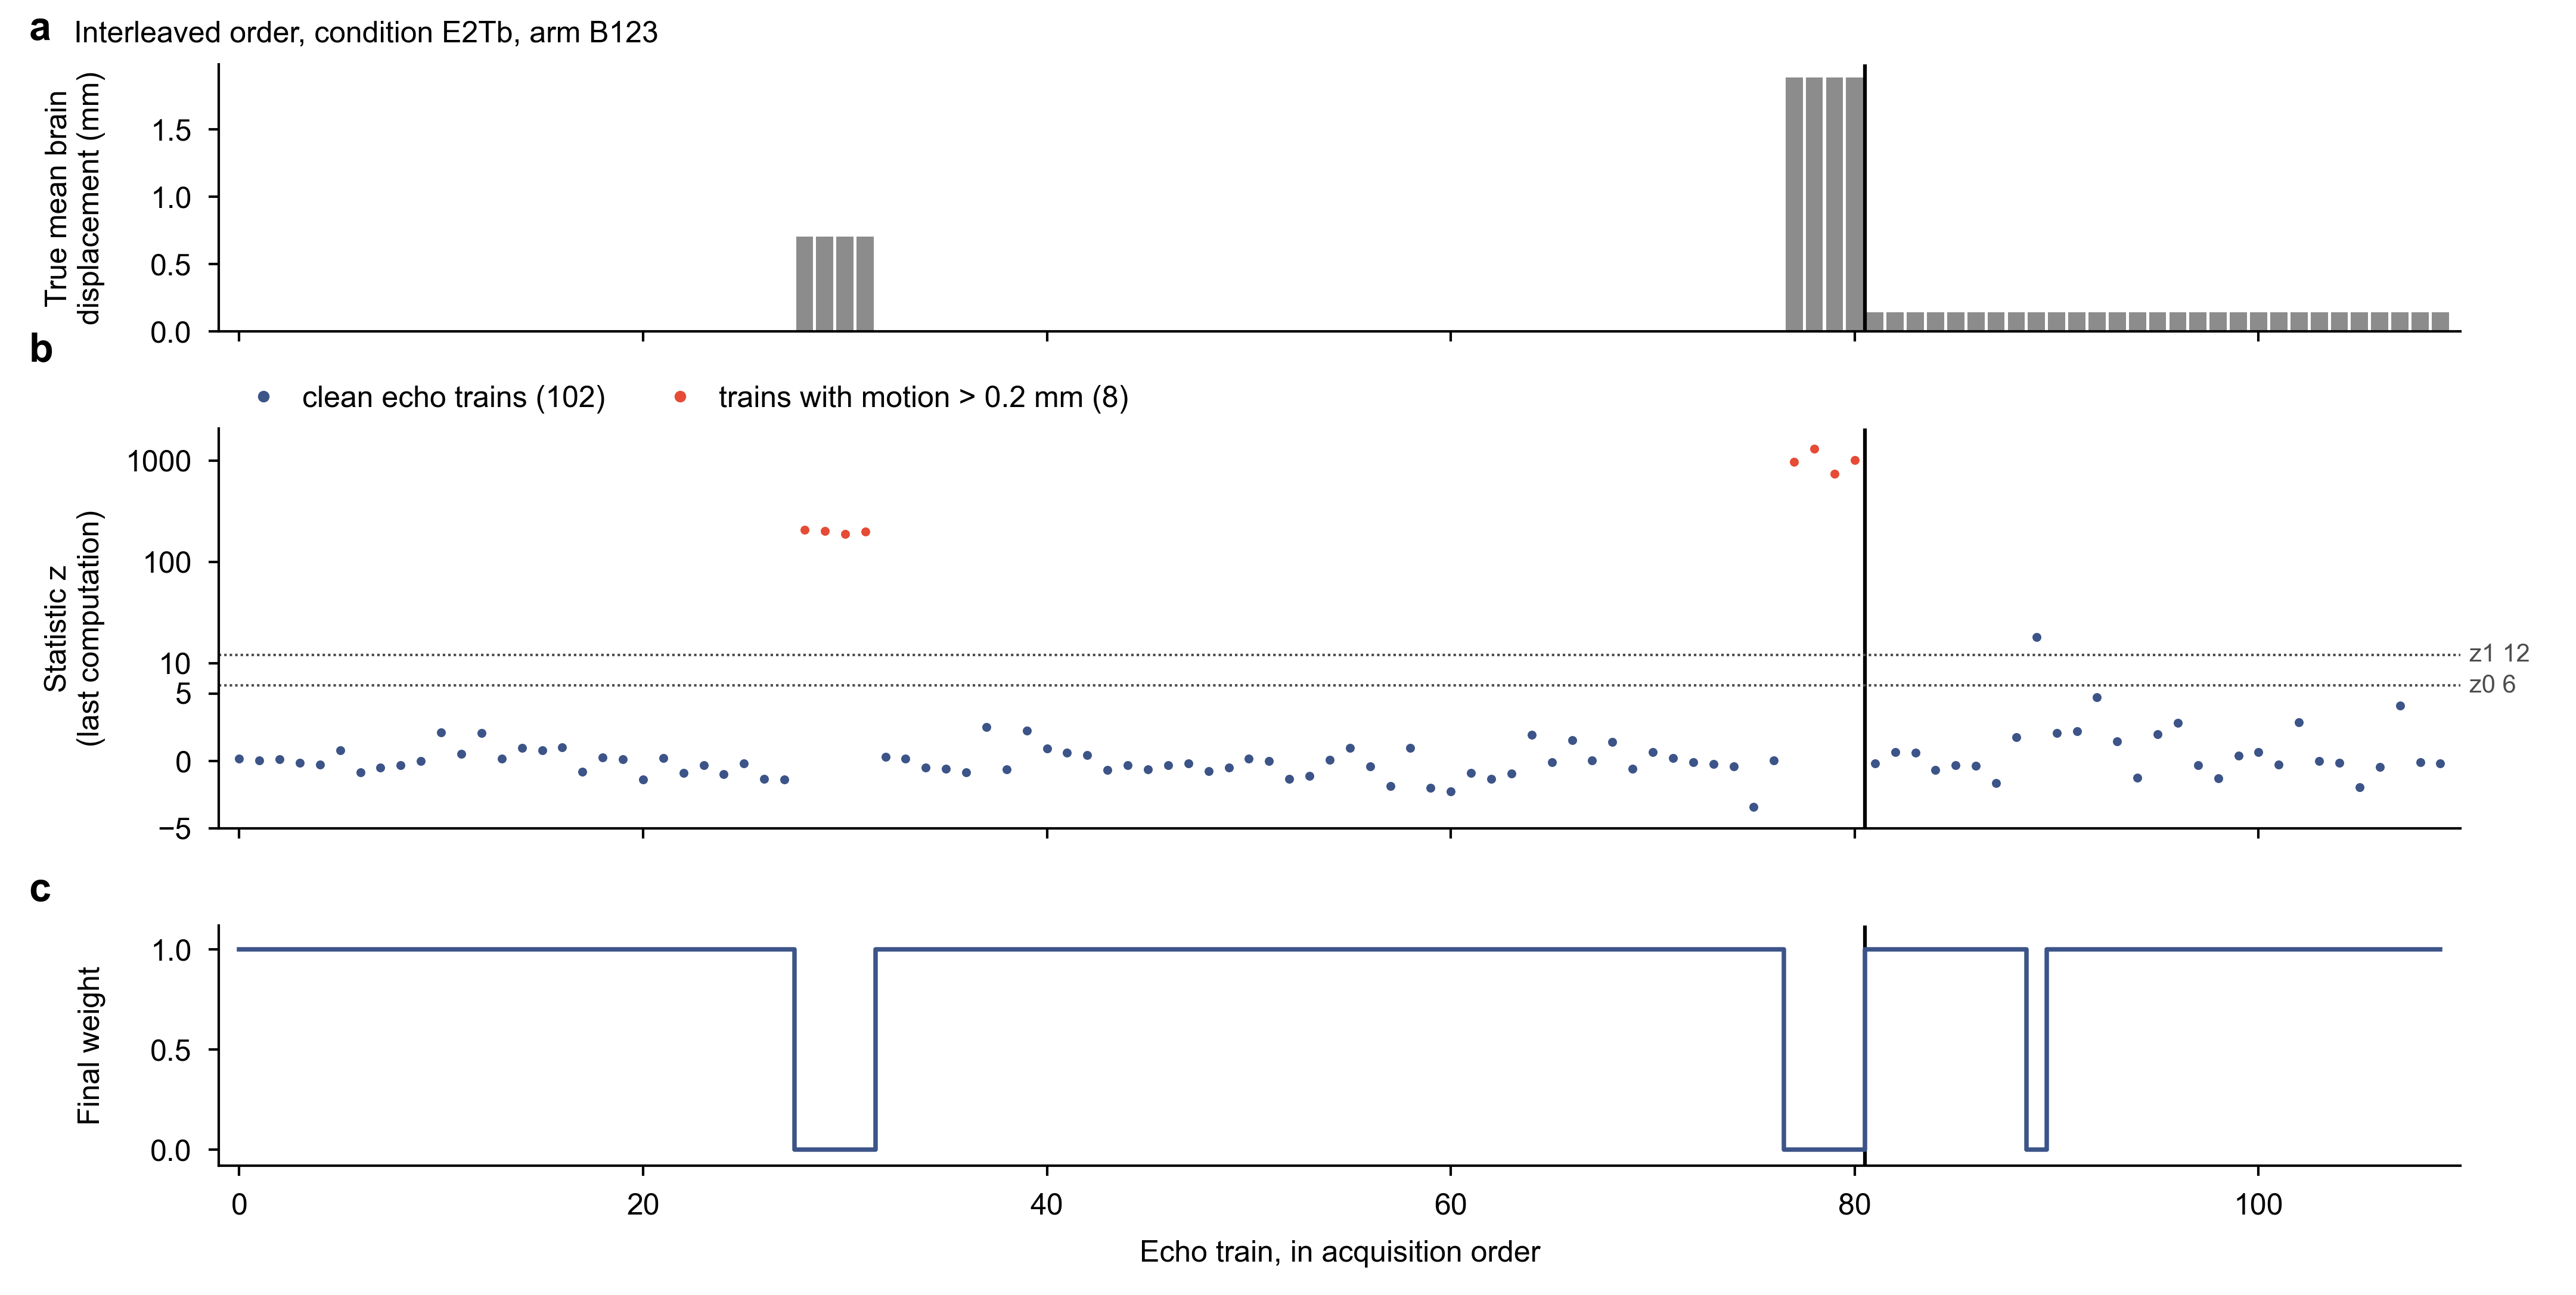 a Interleaved order, condition E2Tb, arm B123
True mean brain
displacement (mm)
1.5
1.0
0.5
0.0
b
clean echo trains (102)
trains with motion > 0.2 mm (8)
Statistic z
(last computation)
1000
100
10
5
0
−5
z1 12
z0 6
c
Final weight
1.0
0.5
0.0
0 20 40 60 80 100
Echo train, in acquisition order